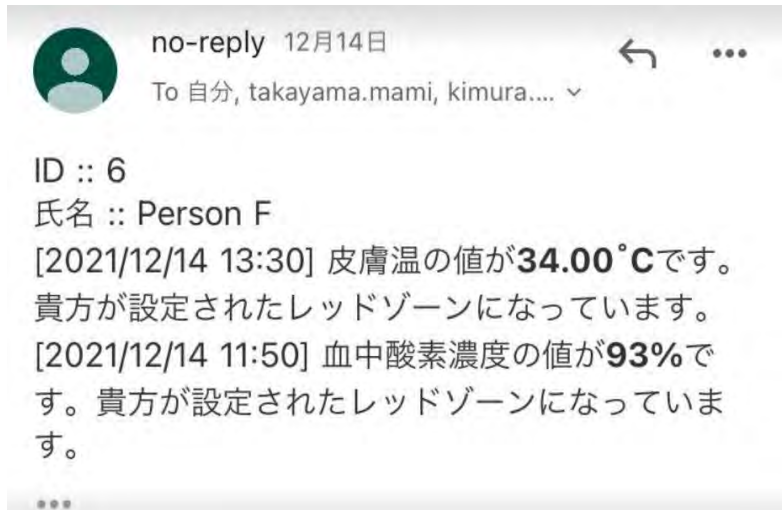 no-reply 12月14日
To 自分, takayama.mami, kimura....
ID :: 6
氏名 :: Person F
[2021/12/14 13:30] 皮膚温の値が34.00˚Cです。
貴方が設定されたレッドゾーンになっています。
[2021/12/14 11:50] 血中酸素濃度の値が93%で
す。貴方が設定されたレッドゾーンになっていま
す。